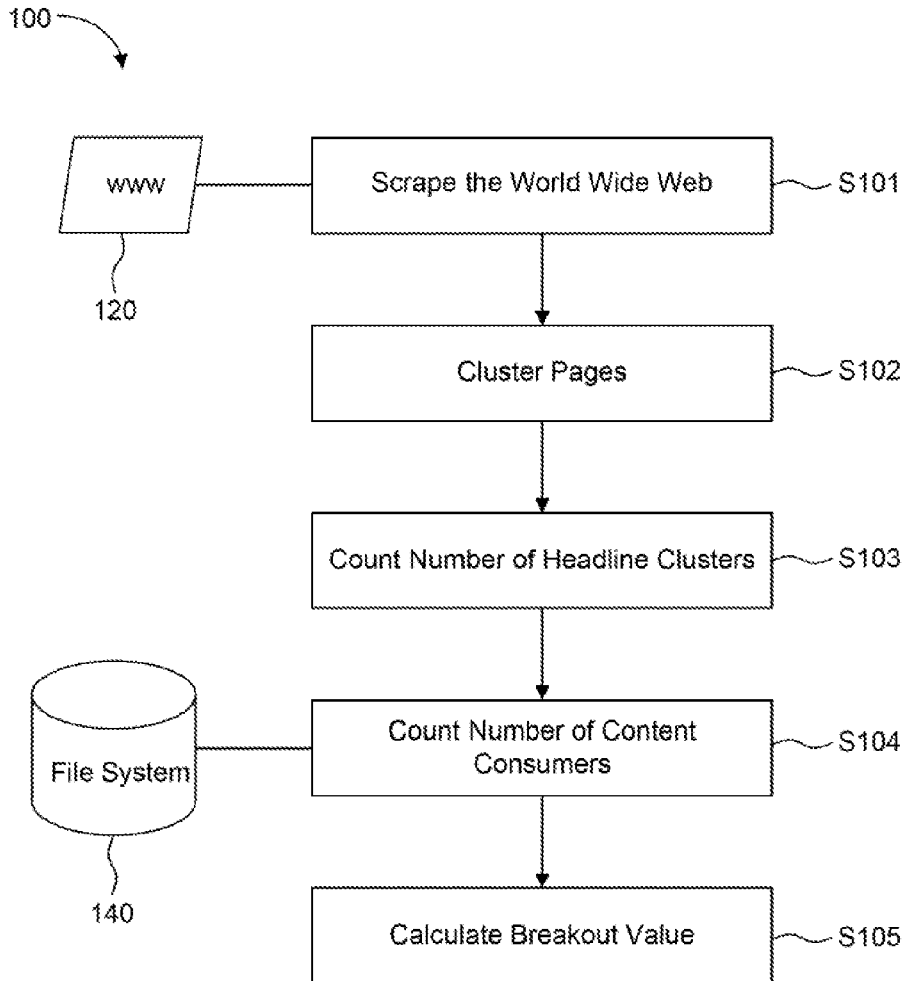 100
www
Scrape the World Wide Web
S101
120
Cluster Pages
S102
Count Number of Headline Clusters
S103
File System
Count Number of Content
Consumers
S104
140
Calculate Breakout Value
S105